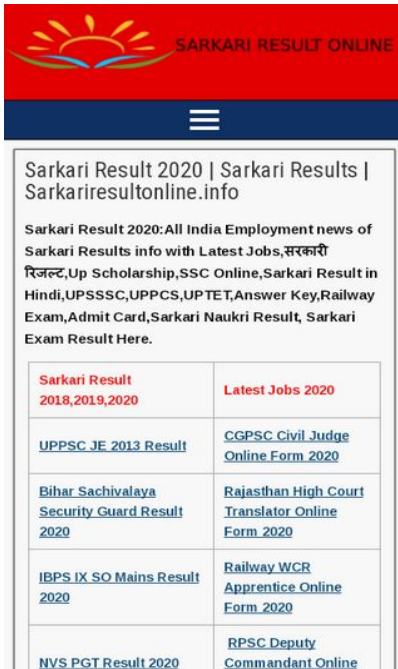 SARKARI RESULT ONLINE
Sarkari Result 2020 | Sarkari Results |
Sarkariresultonline.info
Sarkari Result 2020:All India Employment news of
Sarkari Results info with Latest Jobs,सरकारी
रिजल्ट,Up Scholarship,SSC Online,Sarkari Result in
Hindi,UPSSSC,UPPCS,UPTET,Answer Key,Railway
Exam,Admit Card,Sarkari Naukri Result, Sarkari
Exam Result Here.
Sarkari Result
2018,2019,2020
Latest Jobs 2020
UPPSC JE 2013 Result
CGPSC Civil Judge
Online Form 2020
Bihar Sachivalaya
Security Guard Result
2020
Rajasthan High Court
Translator Online
Form 2020
IBPS IX SO Mains Result
2020
Railway WCR
Apprentice Online
Form 2020
NVS PGT Result 2020
RPSC Deputy
Commandant Online